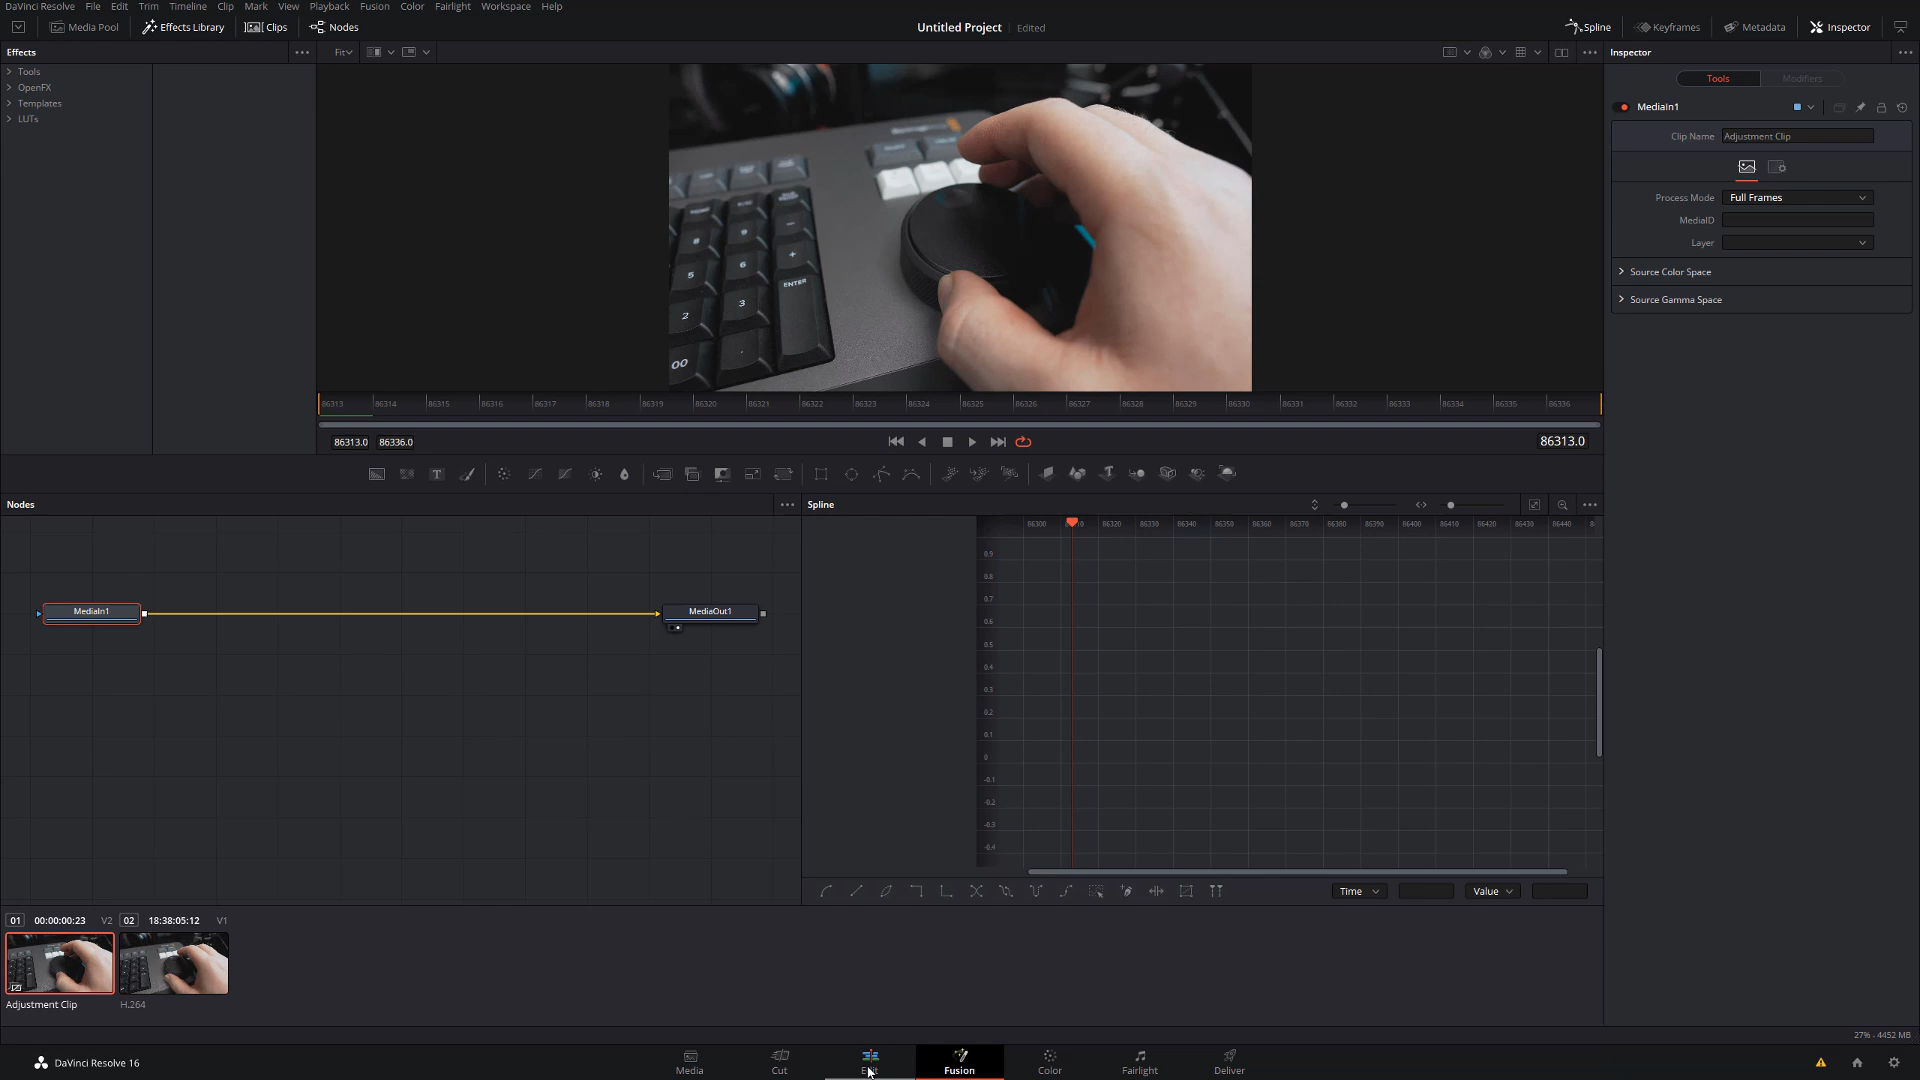 DaVinci Resolve File Edit Trim Timeline Clip Mark View Playback Fusion Color Fairlight Workspace Help
Media Pool Effects Library Clips Nodes Untitled Project Edited Spline Keyframes Metadata Inspector
Effects Fit Inspector
Tools
OpenFX
Templates
LUTs
Tools Modifiers
MediaIn1
Clip Name Adjustment Clip
Process Mode Full Frames
MediaID
Layer
Source Color Space
Source Gamma Space
ENTER
9
6
3
5
2
00
+
-
.
86313 86314 86315 86316 86317 86318 86319 86320 86321 86322 86323 86324 86325 86326 86327 86328 86329 86330 86331 86332 86333 86334 86335 86336
86313.0 86336.0 86313.0
Nodes Spline
86300 86320 86330 86340 86350 86360 86370 86380 86390 86400 86410 86420 86430 86440
0.9
0.8
0.7
0.6
0.5
0.4
0.3
0.2
0.1
0
-0.1
-0.2
-0.3
-0.4
MediaIn1 MediaOut1
Time Value
01 00:00:00:23 V2 02 18:38:05:12 V1
Adjustment Clip H.264
27% - 4452 MB
DaVinci Resolve 16 Media Cut Edit Fusion Color Fairlight Deliver